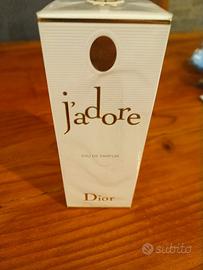 j'adore
EAU DE PARFUM
Dior
subito